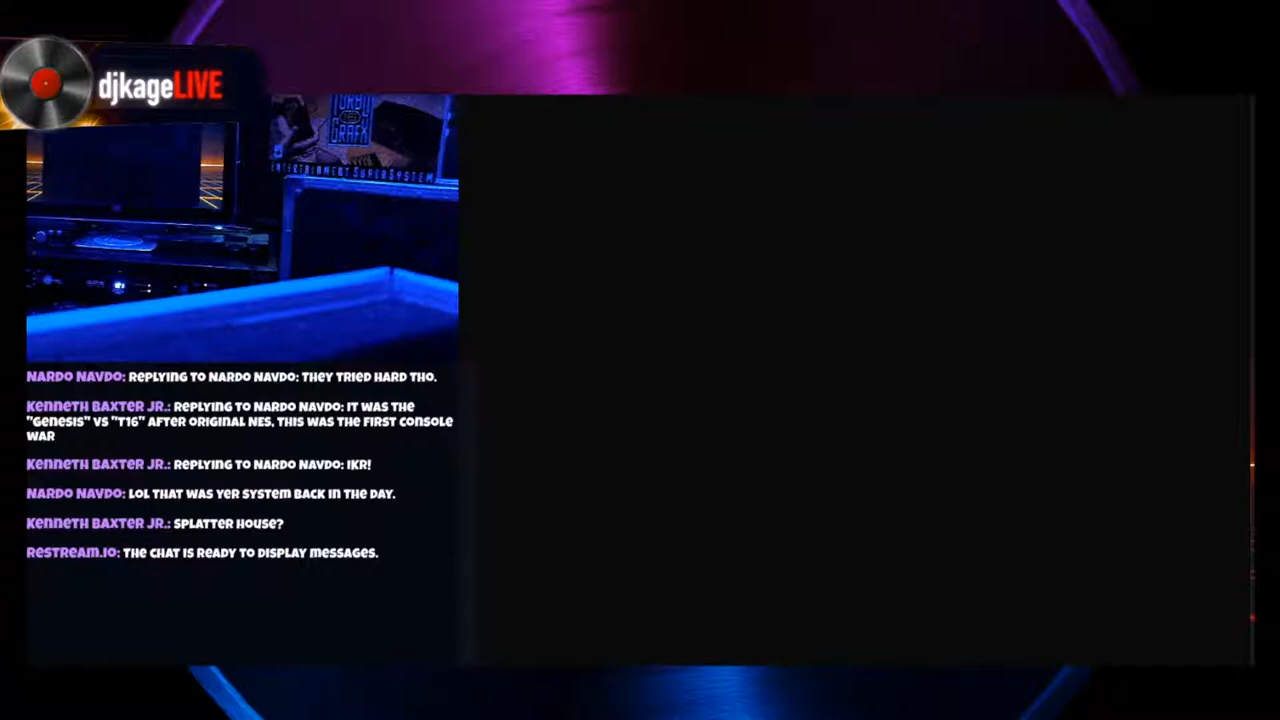 djkageLIVE
TURBO
GRAFX
ENTERTAINMENT SUPERSYSTEM
NARDO NAVDO: REPLYING TO NARDO NAVDO: THEY TRIED HARD THO.
KENNETH BAXTER JR.: REPLYING TO NARDO NAVDO: IT WAS THE
"GENESIS" VS "T16" AFTER ORIGINAL NES, THIS WAS THE FIRST CONSOLE
WAR
KENNETH BAXTER JR.: REPLYING TO NARDO NAVDO: IKR!
NARDO NAVDO: LOL THAT WAS YER SYSTEM BACK IN THE DAY.
KENNETH BAXTER JR.: SPLATTER HOUSE?
RESTREAM.IO: THE CHAT IS READY TO DISPLAY MESSAGES.